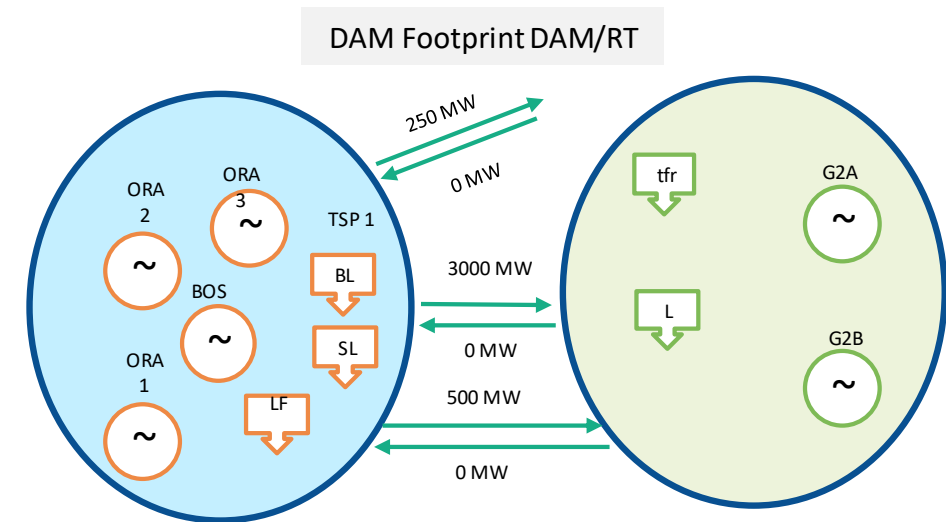 DAM Footprint DAM/RT
250 MW
0 MW
ORA
2
ORA
3
~
~
TSP 1
BOS
~
BL
SL
ORA
1
~
LF
3000 MW
0 MW
500 MW
0 MW
tfr
G2A
~
L
G2B
~